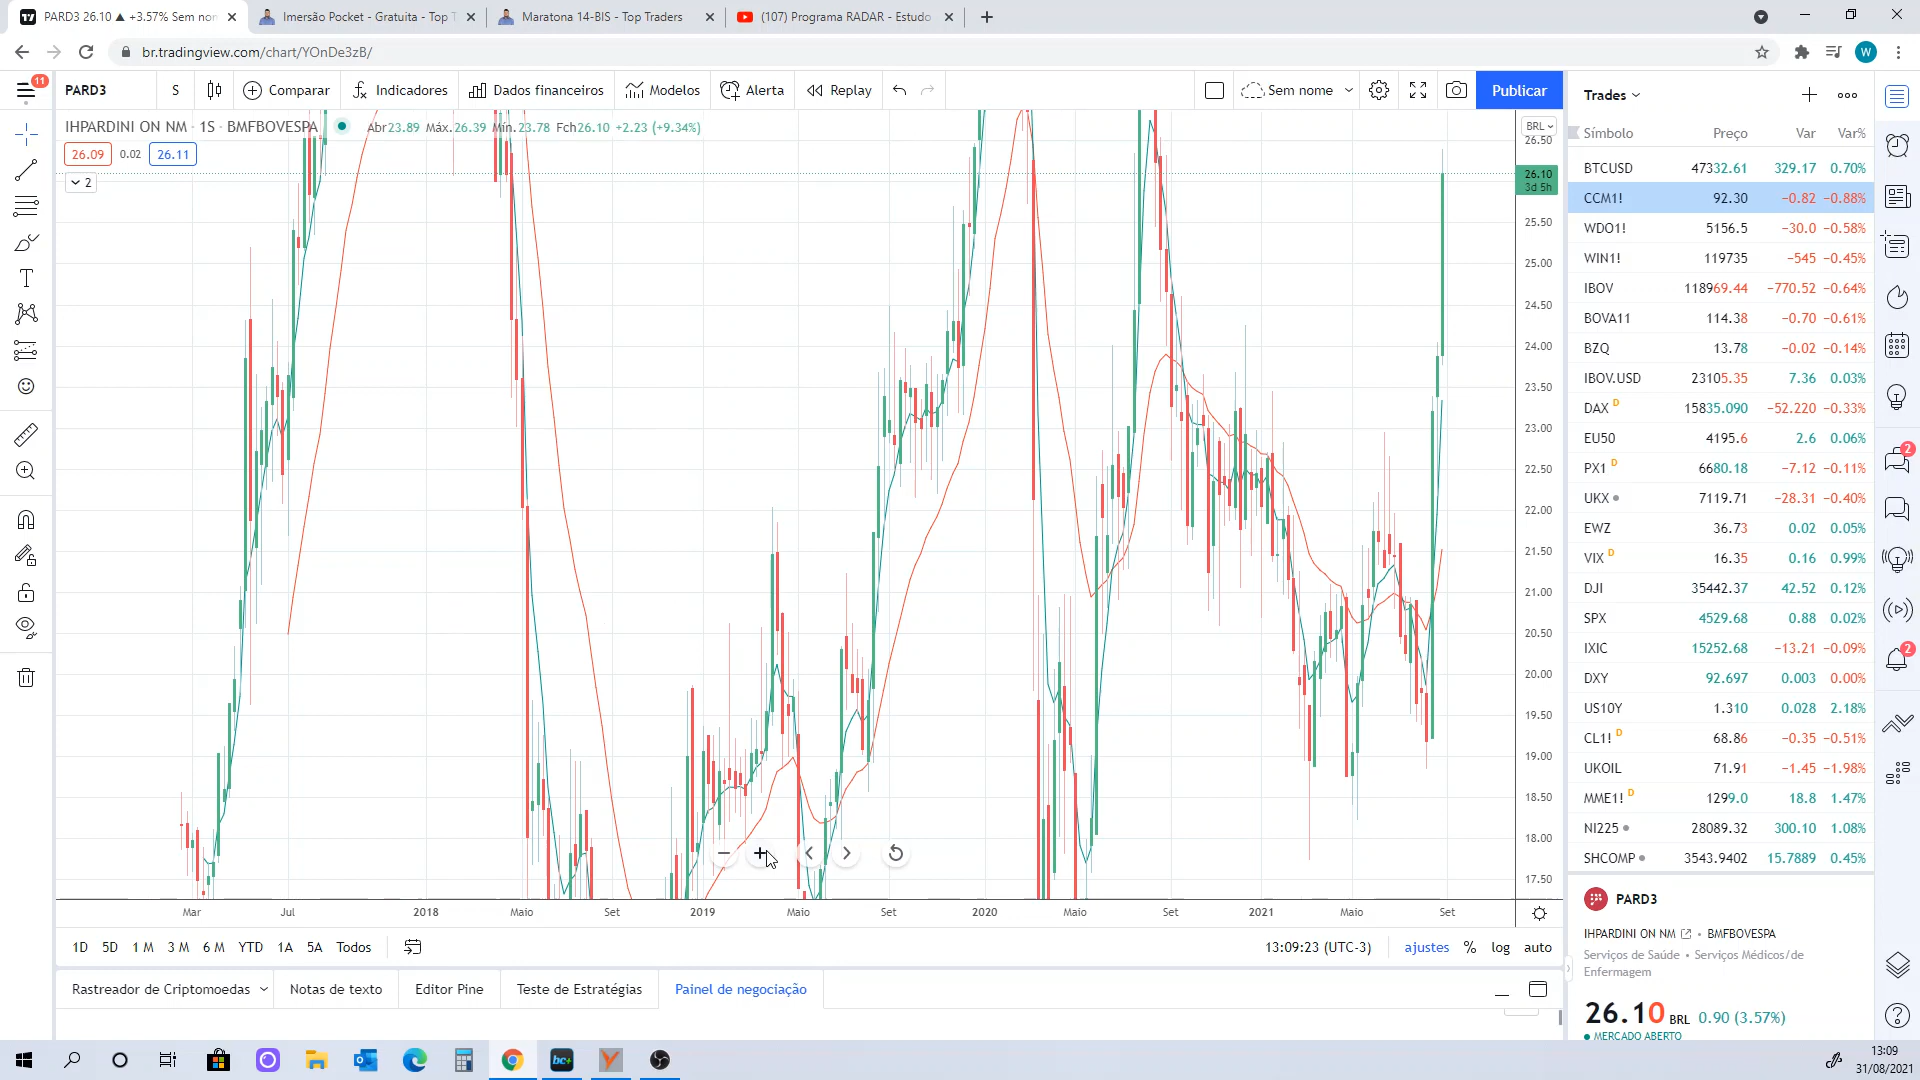 PARD3 26.10 ▲ +3.57% Sem nom
Imersão Pocket - Gratuita - Top T
Maratona 14-BIS - Top Traders
(107) Programa RADAR - Estudo
br.tradingview.com/chart/YOnDe3zB/
W
11
PARD3
S
Comparar
Indicadores
Dados financeiros
Modelos
Alerta
Replay
Sem nome
Publicar
IHPARDINI ON NM · 1S · BMFBOVESPA
Abr23.89 Máx.26.39 Mín.23.78 Fch26.10 +2.23 (+9.34%)
26.09 0.02 26.11
2
BRL
26.50
26.10
3d 5h
25.50
25.00
24.50
24.00
23.50
23.00
22.50
22.00
21.50
21.00
20.50
20.00
19.50
19.00
18.50
18.00
17.50
Mar Jul 2018 Maio Set 2019 Maio Set 2020 Maio Set 2021 Maio Set
1D 5D 1 M 3 M 6 M YTD 1A 5A Todos
13:09:23 (UTC-3) ajustes % log auto
Rastreador de Criptomoedas Notas de texto Editor Pine Teste de Estratégias Painel de negociação
Trades
Símbolo Preço Var Var%
BTCUSD 47332.61 329.17 0.70%
CCM1! 92.30 −0.82 −0.88%
WDO1! 5156.5 −30.0 −0.58%
WIN1! 119735 −545 −0.45%
IBOV 118969.44 −770.52 −0.64%
BOVA11 114.38 −0.70 −0.61%
BZQ 13.78 −0.02 −0.14%
IBOV.USD 23105.35 7.36 0.03%
DAX D 15835.090 −52.220 −0.33%
EU50 4195.6 2.6 0.06%
PX1 D 6680.18 −7.12 −0.11%
UKX 7119.71 −28.31 −0.40%
EWZ 36.73 0.02 0.05%
VIX D 16.35 0.16 0.99%
DJI 35442.37 42.52 0.12%
SPX 4529.68 0.88 0.02%
IXIC 15252.68 −13.21 −0.09%
DXY 92.697 0.003 0.00%
US10Y 1.310 0.028 2.18%
CL1! D 68.86 −0.35 −0.51%
UKOIL 71.91 −1.45 −1.98%
MME1! D 1299.0 18.8 1.47%
NI225 28089.32 300.10 1.08%
SHCOMP 3543.9402 15.7889 0.45%
PARD3
IHPARDINI ON NM • BMFBOVESPA
Serviços de Saúde • Serviços Médicos/de
Enfermagem
26.10 BRL 0.90 (3.57%)
MERCADO ABERTO
2
2
bc+
13:09
31/08/2021